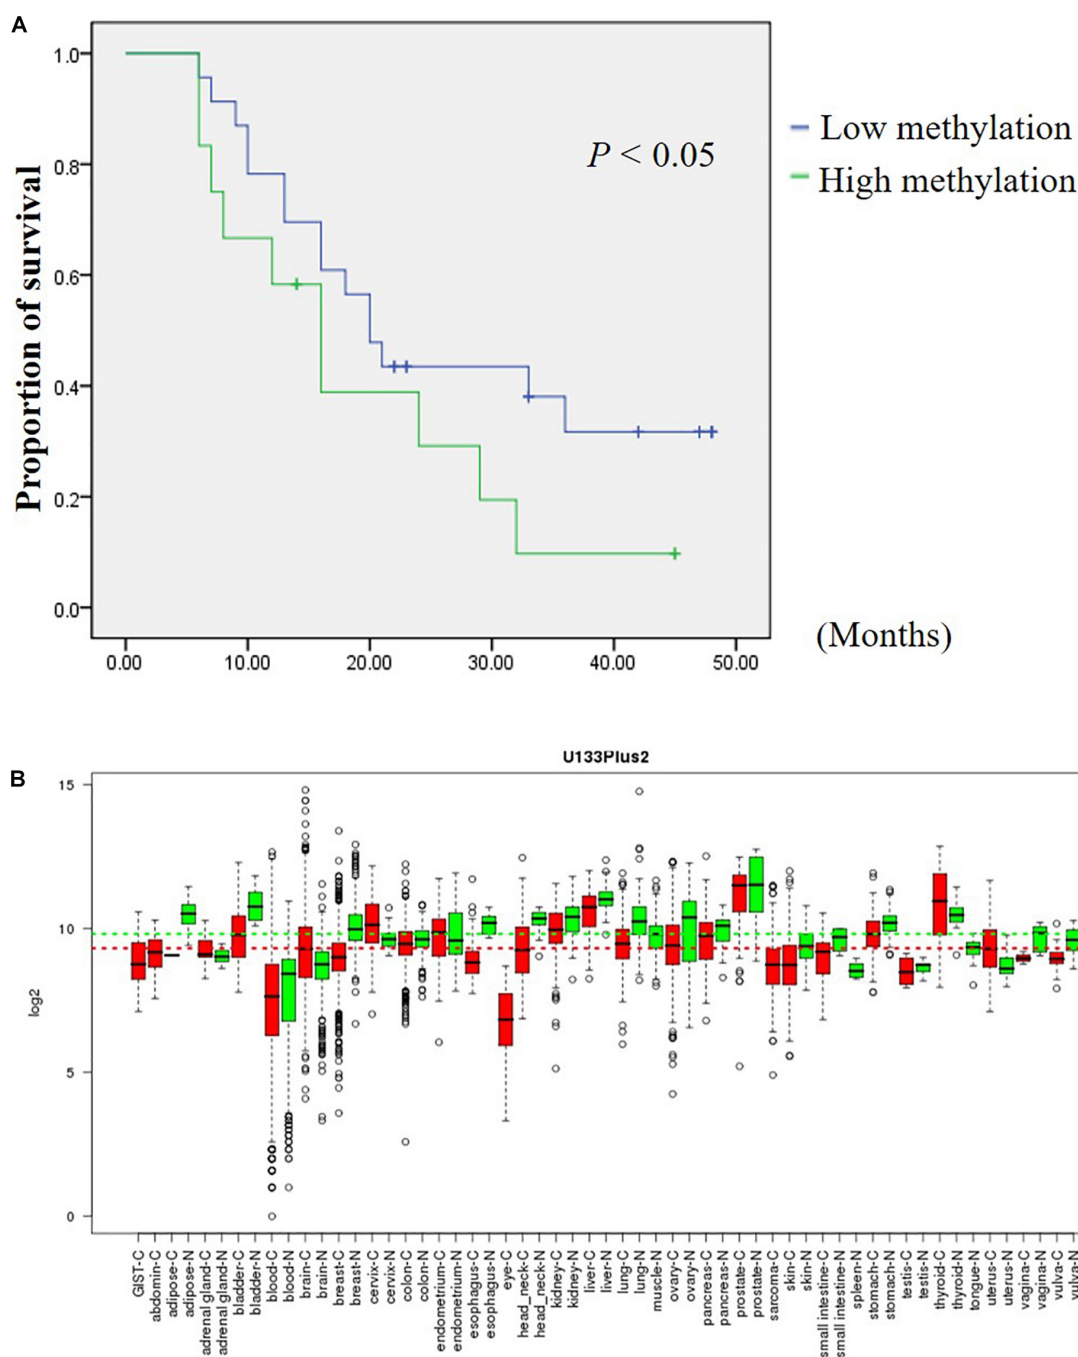 A
1.0
0.8
0.6
0.4
0.2
0.0
Proportion of survival
P < 0.05
Low methylation
High methylation
0.00 10.00 20.00 30.00 40.00 50.00
(Months)
B
U133Plus2
15
10
5
0
log2
GIST-C
abdomin-C
adipose-C
adipose-N
adrenal gland-C
adrenal gland-N
bladder-C
bladder-N
blood-C
blood-N
brain-C
brain-N
breast-C
breast-N
cervix-C
cervix-N
colon-C
colon-N
endometrium-C
endometrium-N
esophagus-C
esophagus-N
eye-C
head_neck-C
head_neck-N
kidney-C
kidney-N
liver-C
liver-N
lung-C
lung-N
muscle-N
ovary-C
ovary-N
pancreas-C
pancreas-N
prostate-C
prostate-N
sarcoma-C
skin-C
skin-N
small intestine-C
small intestine-N
spleen-N
stomach-C
stomach-N
testis-C
testis-N
thyroid-C
thyroid-N
tongue-N
uterus-C
uterus-N
vagina-C
vagina-N
vulva-C